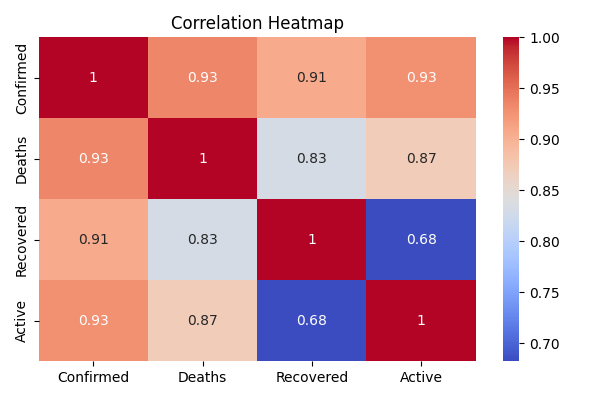 Correlation Heatmap
Confirmed 1 0.93 0.91 0.93
Deaths 0.93 1 0.83 0.87
Recovered 0.91 0.83 1 0.68
Active 0.93 0.87 0.68 1
Confirmed Deaths Recovered Active
1.00
0.95
0.90
0.85
0.80
0.75
0.70